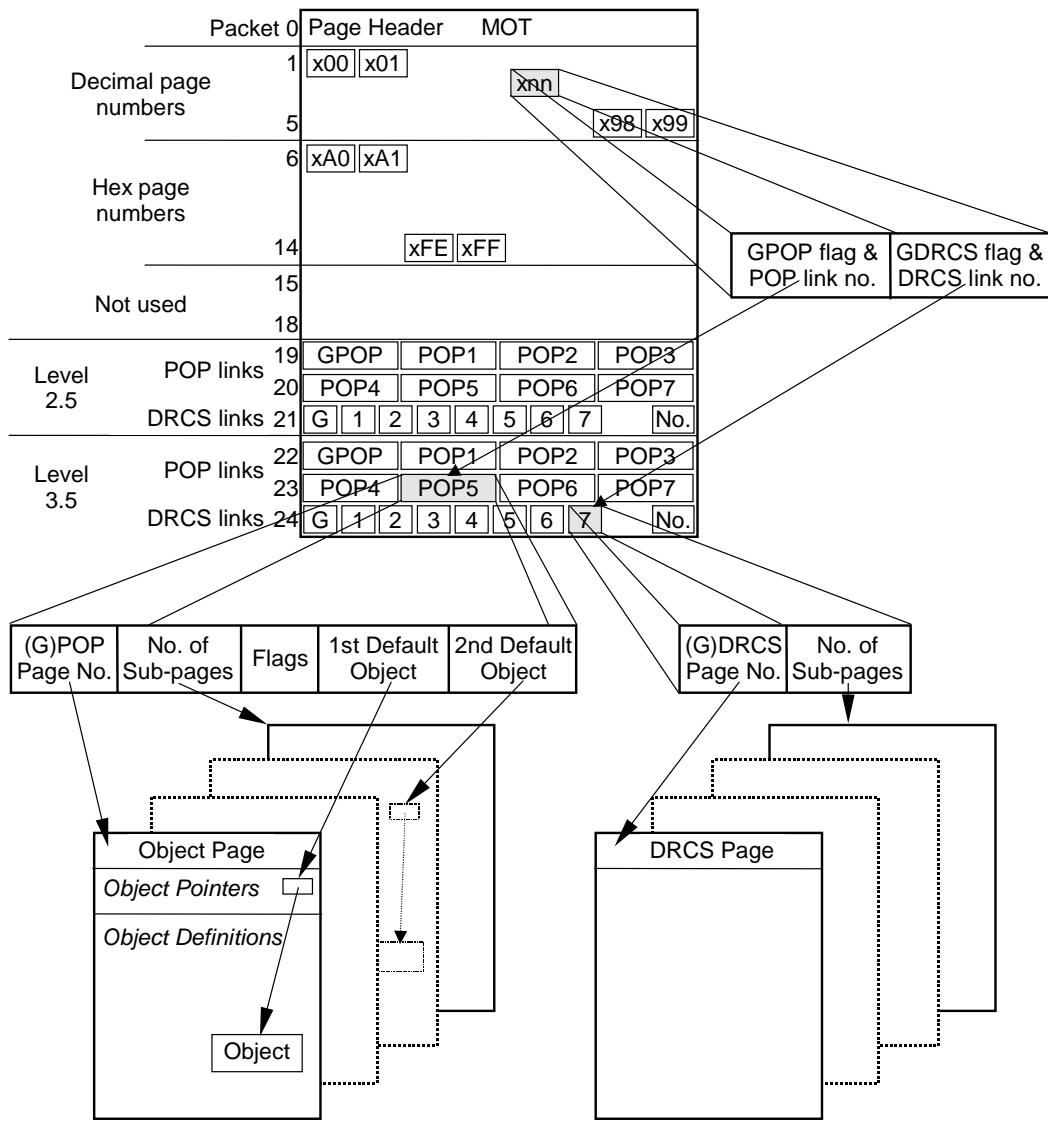 Packet 0 Page Header MOT
1 x00 x01
Decimal page
numbers
xnn
5 x98 x99
6 xA0 xA1
Hex page
numbers
14 xFE xFF
GPOP flag &
POP link no.
GDRCS flag &
DRCS link no.
15
Not used
18
Level
2.5
POP links
19 GPOP POP1 POP2 POP3
20 POP4 POP5 POP6 POP7
DRCS links 21 G 1 2 3 4 5 6 7 No.
Level
3.5
POP links
22 GPOP POP1 POP2 POP3
23 POP4 POP5 POP6 POP7
DRCS links 24 G 1 2 3 4 5 6 7 No.
(G)POP
Page No.
No. of
Sub-pages
Flags
1st Default
Object
2nd Default
Object
(G)DRCS
Page No.
No. of
Sub-pages
Object Page
Object Pointers
Object Definitions
Object
DRCS Page